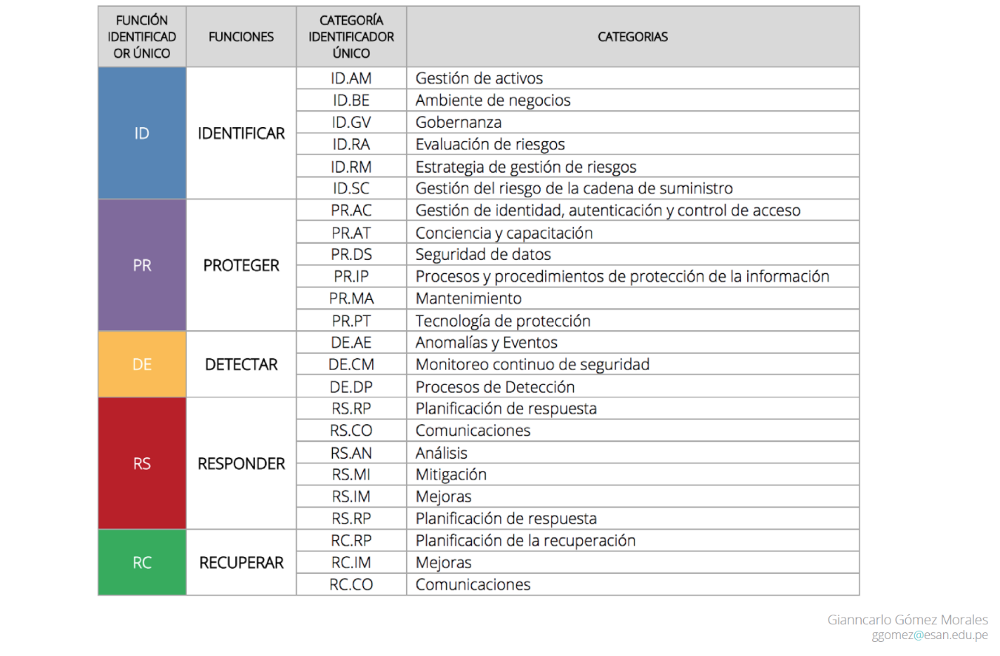 FUNCIÓN IDENTIFICAD OR ÚNICO FUNCIONES CATEGORÍA IDENTIFICADOR ÚNICO CATEGORIAS
ID IDENTIFICAR
ID.AM Gestión de activos
ID.BE Ambiente de negocios
ID.GV Gobernanza
ID.RA Evaluación de riesgos
ID.RM Estrategia de gestión de riesgos
ID.SC Gestión del riesgo de la cadena de suministro
PR PROTEGER
PR.AC Gestión de identidad, autenticación y control de acceso
PR.AT Conciencia y capacitación
PR.DS Seguridad de datos
PR.IP Procesos y procedimientos de protección de la información
PR.MA Mantenimiento
PR.PT Tecnología de protección
DE DETECTAR
DE.AE Anomalías y Eventos
DE.CM Monitoreo continuo de seguridad
DE.DP Procesos de Detección
RS RESPONDER
RS.RP Planificación de respuesta
RS.CO Comunicaciones
RS.AN Análisis
RS.MI Mitigación
RS.IM Mejoras
RS.RP Planificación de respuesta
RC RECUPERAR
RC.RP Planificación de la recuperación
RC.IM Mejoras
RC.CO Comunicaciones
Gianncarlo Gómez Morales
ggomez@esan.edu.pe